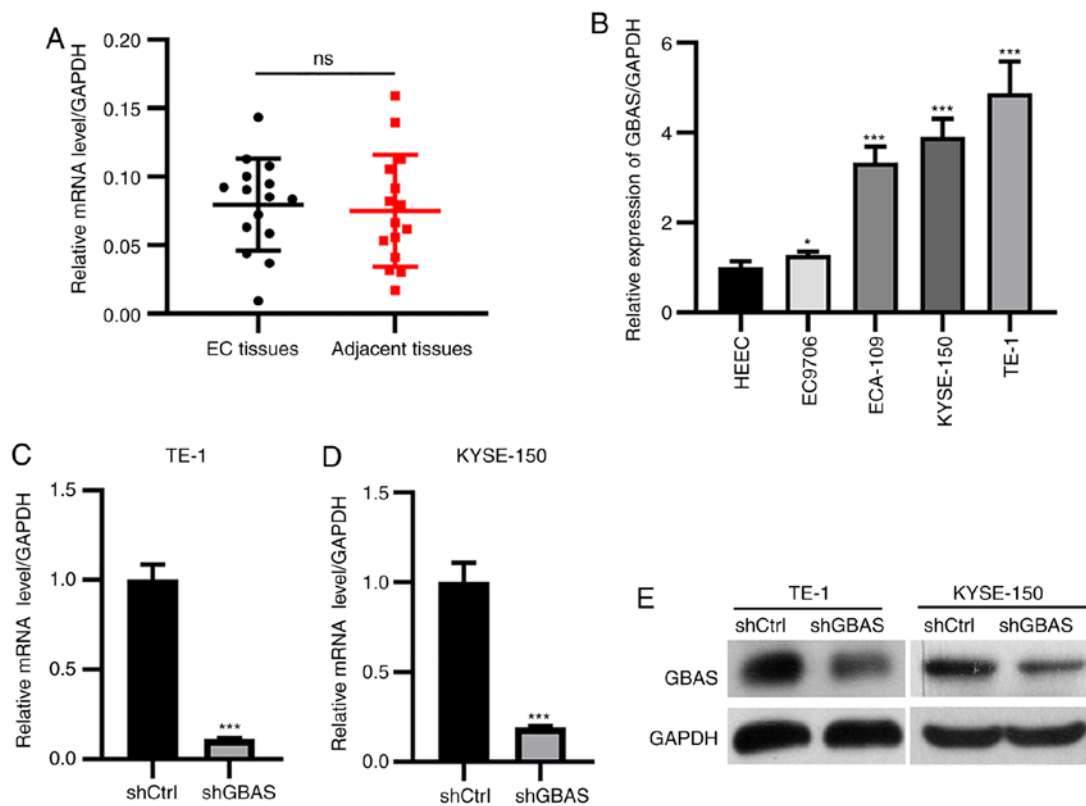 A
Relative mRNA level/GAPDH
0.20
0.15
0.10
0.05
0.00
ns
EC tissues
Adjacent tissues
B
Relative expression of GBAS/GAPDH
6
4
2
0
*
***
***
***
HEEC
EC9706
ECA-109
KYSE-150
TE-1
C
TE-1
Relative mRNA level/GAPDH
1.5
1.0
0.5
0.0
***
shCtrl
shGBAS
D
KYSE-150
Relative mRNA level/GAPDH
1.5
1.0
0.5
0.0
***
shCtrl
shGBAS
E
TE-1
KYSE-150
shCtrl shGBAS
shCtrl shGBAS
GBAS
GAPDH